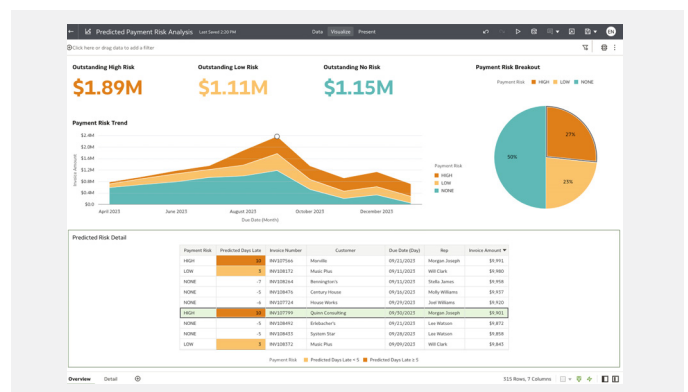 Predicted Payment Risk Analysis Last Saved 2:20 PM
Data Visualize Present
EN
Click here or drag data to add a Filter
Outstanding High Risk
$1.89M
Outstanding Low Risk
$1.11M
Outstanding No Risk
$1.15M
Payment Risk Breakout
Payment Risk HIGH LOW NONE
27%
23%
50%
Payment Risk Trend
Invoice Amount
$2.4M
$2.0M
$1.6M
$1.2M
$0.8M
$0.4M
$0.0
April 2023 June 2023 August 2023 October 2023 December 2023
Due Date (Month)
Payment Risk
HIGH
LOW
NONE
Predicted Risk Detail
Payment Risk Predicted Days Late Invoice Number Customer Due Date (Day) Rep Invoice Amount
HIGH 10 INV107566 Manville 09/11/2023 Morgan Joseph $9,991
LOW 3 INV108172 Music Plus 09/11/2023 Will Clark $9,980
NONE -7 INV108264 Bennington's 09/11/2023 James $9,958
NONE -5 INV108476 Century House 09/16/2023 Molly Williams $9,937
NONE -6 INV107724 House Works 09/29/2023 Joel Williams $9,920
HIGH 10 INV107799 Quinn Consulting 09/30/2023 Morgan Joseph $9,901
NONE -5 INV108492 Erlebacher's 09/21/2023 Leo Watson $9,872
NONE -5 INV108455 System Star 09/28/2023 Leo Watson $9,858
LOW 3 INV108372 Music Plus 09/09/2023 Will Clark $9,845
Payment Risk Predicted Days Late < 5 Predicted Days Late ≥ 5
Overview Detail
515 Rows, 7 Columns